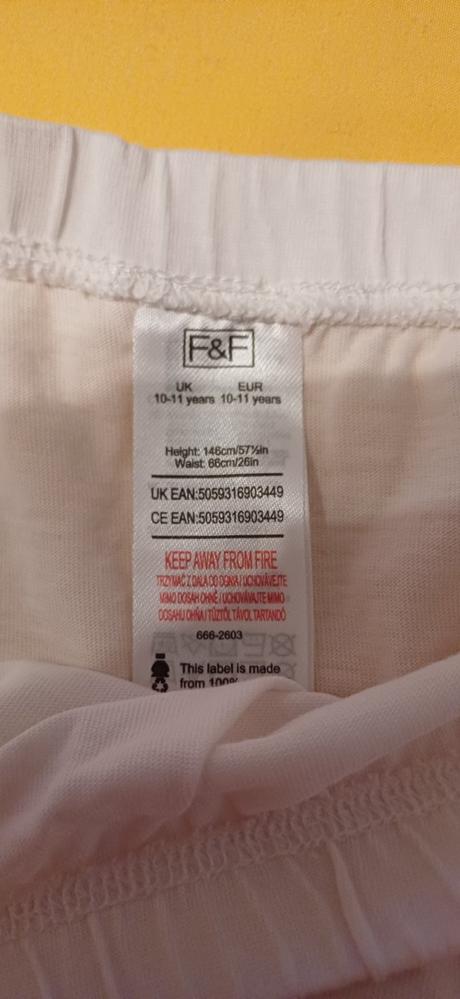 F&F
UK EUR
10-11 years 10-11 years
Height: 146cm/57½in
Waist: 66cm/26in
UK EAN:5059316903449
CE EAN:5059316903449
KEEP AWAY FROM FIRE
TRZYMAĆ Z DALA OD OGNIA / UCHOVÁVEJTE
MIMO DOSAH OHNĚ / UCHOVÁVAJTE MIMO
DOSAHU OHŇA / TŰZTŐL TÁVOL TARTANDÓ
666-2603
This label is made
from 100%